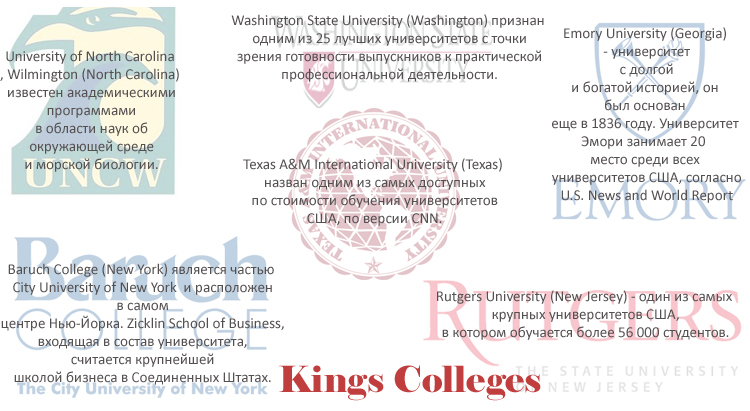 University of North Carolina
, Wilmington (North Carolina)
известен академическими
программами
в области наук об
окружающей среде
и морской биологии.
UNCW
Washington State University (Washington) признан
одним из 25 лучших университетов с точки
зрения готовности выпускников к практической
профессиональной деятельности.
WASHINGTON STATE
UNIVERSITY
Emory University (Georgia)
- университет
с долгой
и богатой историей, он
был основан
еще в 1836 году. Университет
Эмори занимает 20
место среди всех
университетов США, согласно
U.S. News and World Report
EMORY
Texas A&M International University (Texas)
назван одним из самых доступных
по стоимости обучения университетов
США, по версии CNN.
TEXAS A&M INTERNATIONAL UNIVERSITY
Baruch College (New York) является частью
City University of New York и расположен
в самом
центре Нью-Йорка. Zicklin School of Business,
входящая в состав университета,
считается крупнейшей
школой бизнеса в Соединенных Штатах.
Baruch
COLLEGE
The City University of New York
Rutgers University (New Jersey) - один из самых
крупных университетов США,
в котором обучается более 56 000 студентов.
RUTGERS
THE STATE UNIVERSITY
NEW JERSEY
Kings Colleges